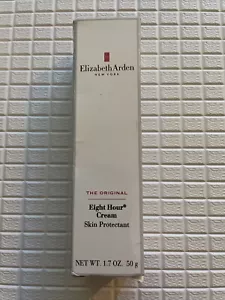 Elizabeth Arden
NEW YORK
THE ORIGINAL
Eight Hour®
Cream
Skin Protectant
NET WT. 1.7 OZ. 50 g